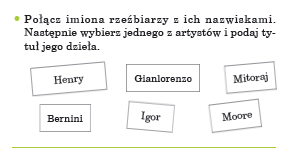 • Połącz imiona rzeźbiarzy z ich nazwiskami.
Następnie wybierz jednego z artystów i podaj ty-
tuł jego dzieła.
Henry Gianlorenzo Mitoraj
Bernini Igor Moore